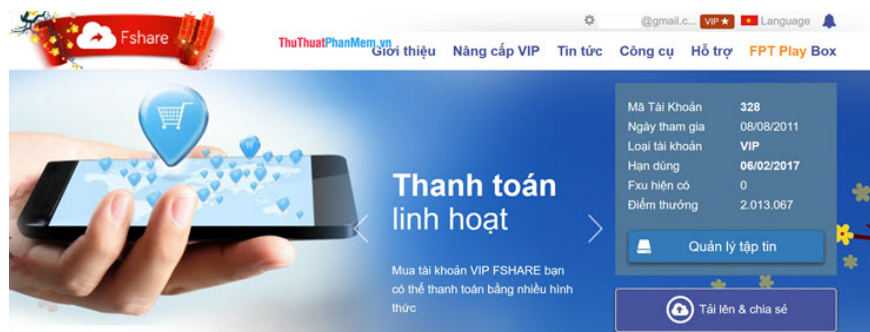 Fshare
ThuThuatPhanMem.vn
@gmail.c... VIP ★ Language
Giới thiệu Nâng cấp VIP Tin tức Công cụ Hỗ trợ FPT Play Box
Thanh toán
linh hoạt
Mua tài khoản VIP FSHARE bạn
có thể thanh toán bằng nhiều hình
thức
Mã Tài Khoản 328
Ngày tham gia 08/08/2011
Loại tài khoản VIP
Hạn dùng 06/02/2017
Fxu hiện có 0
Điểm thưởng 2.013.067
Quản lý tập tin
Tải lên & chia sẻ